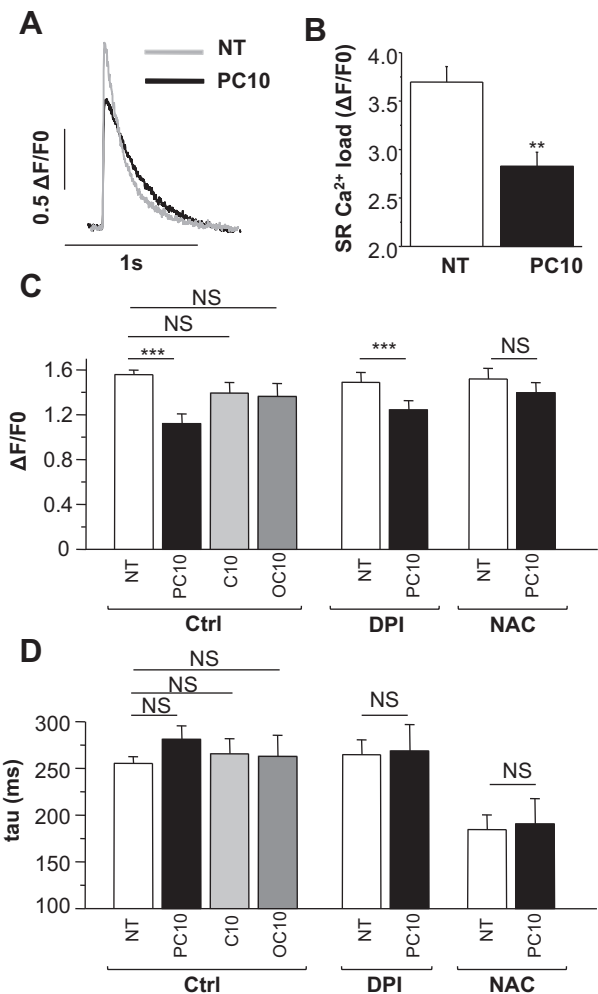 A
NT
PC10
0.5 ΔF/F0
1s
B
SR Ca²⁺ load (ΔF/F0)
4.0
3.5
3.0
2.5
2.0
**
NT
PC10
C
NS
NS
***
***
NS
ΔF/F0
1.6
1.2
0.8
0.4
0
NT
PC10
C10
OC10
NT
PC10
NT
PC10
Ctrl
DPI
NAC
D
NS
NS
NS
NS
NS
tau (ms)
300
250
200
150
100
NT
PC10
C10
OC10
NT
PC10
NT
PC10
Ctrl
DPI
NAC